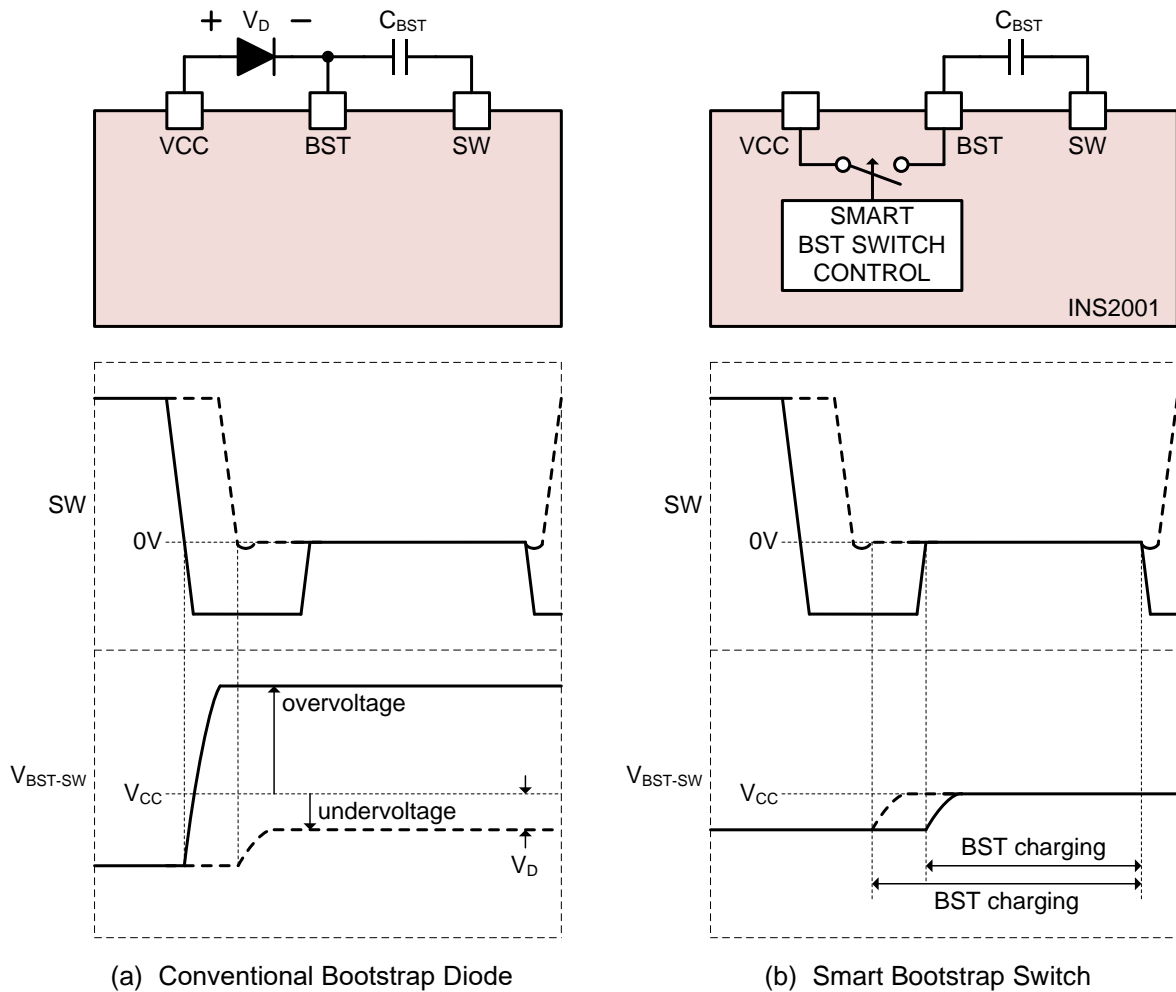 + VD −
CBST
VCC
BST
SW
SW
0V
overvoltage
VBST-SW
VCC
undervoltage
VD
(a) Conventional Bootstrap Diode
CBST
VCC
BST
SW
SMART
BST SWITCH
CONTROL
INS2001
SW
0V
VBST-SW
VCC
BST charging
BST charging
(b) Smart Bootstrap Switch